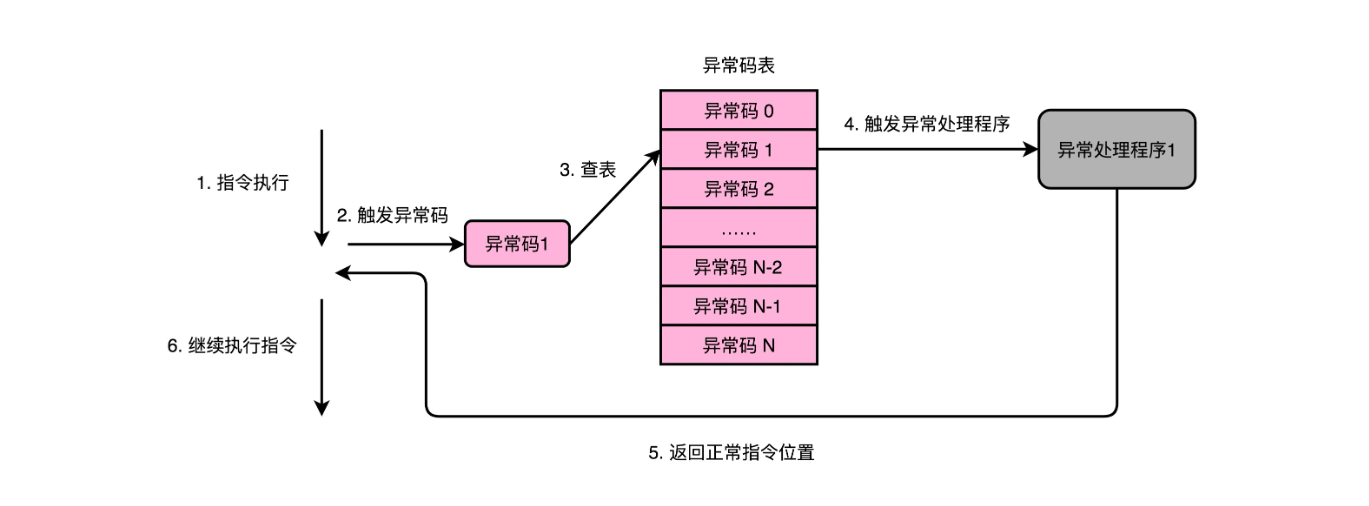 异常码表
异常码 0
异常码 1
异常码 2
……
异常码 N-2
异常码 N-1
异常码 N
1. 指令执行
2. 触发异常码
异常码1
3. 查表
4. 触发异常处理程序
异常处理程序1
5. 返回正常指令位置
6. 继续执行指令